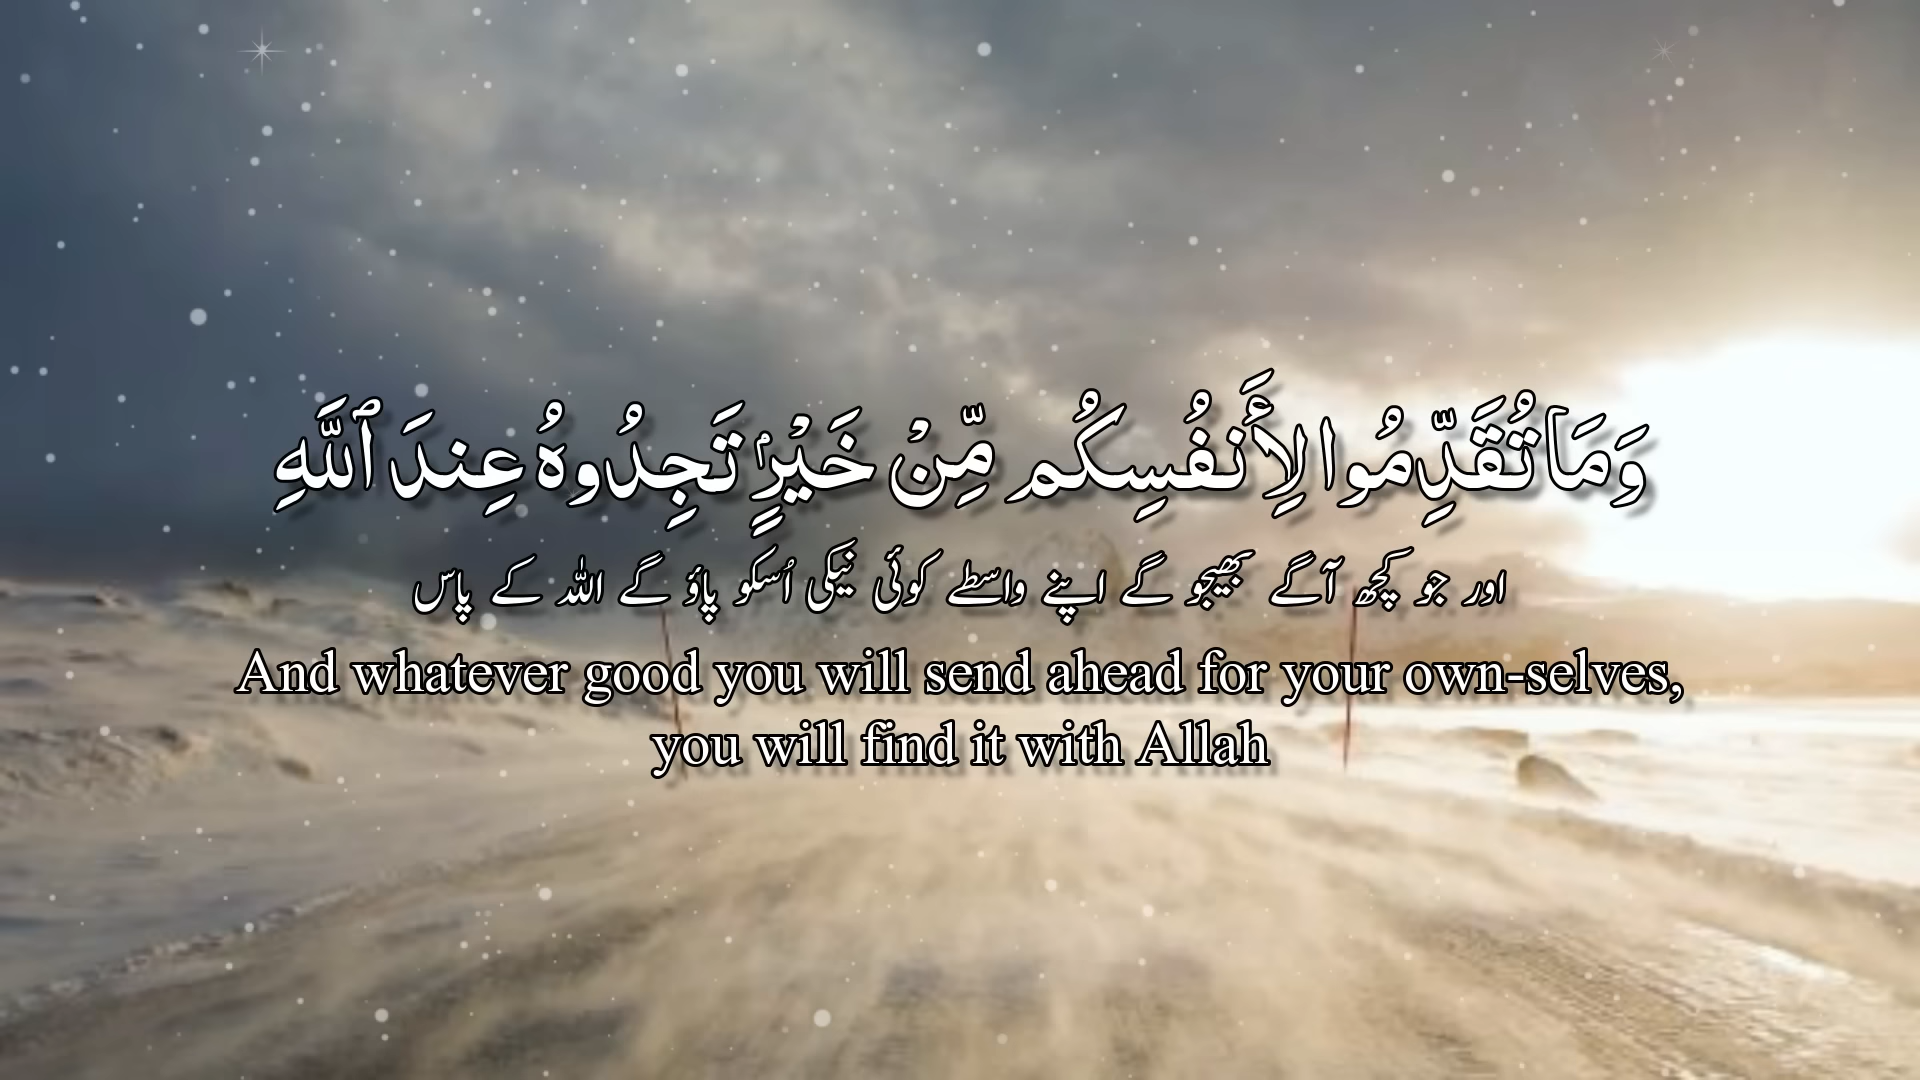 وَمَا تُقَدِّمُوا لِأَنفُسِكُم مِّنْ خَيْرٍ تَجِدُوهُ عِندَ ٱللَّهِ
اور جو کچھ آگے بھیجو گے اپنے واسطے کوئی نیکی اُسکو پاؤ گے اللہ کے پاس
And whatever good you will send ahead for your own-selves,
you will find it with Allah